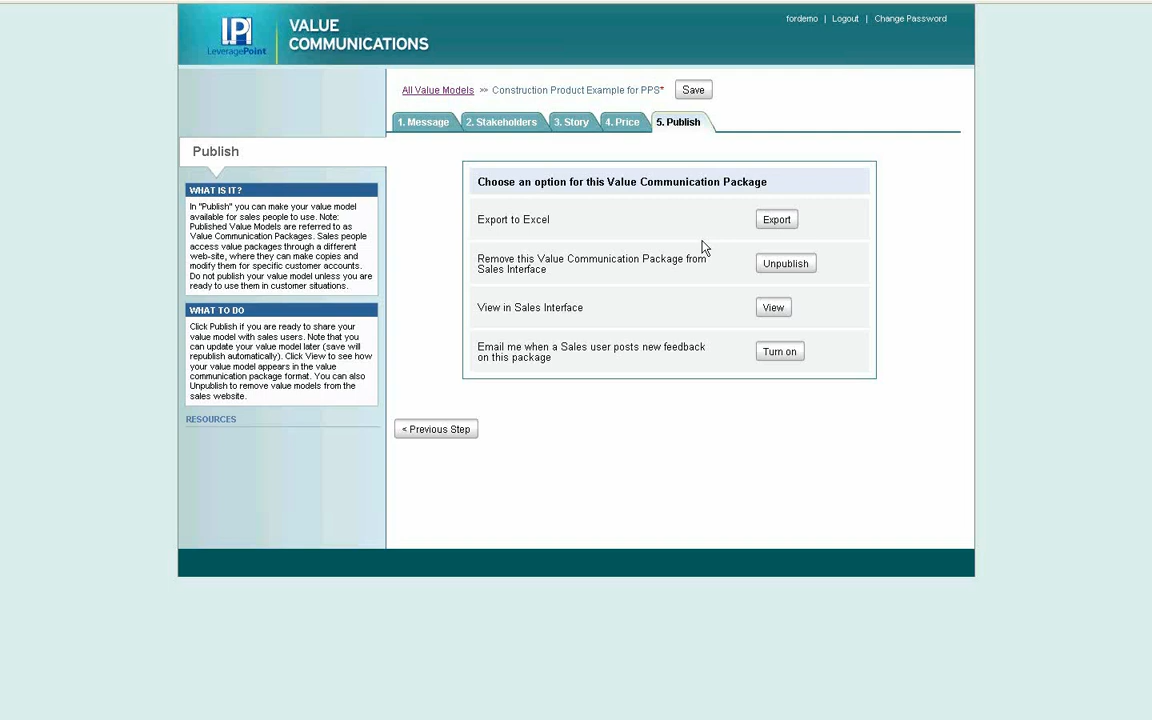 LPI
LeveragePoint
VALUE
COMMUNICATIONS
fordemo | Logout | Change Password
All Value Models >> Construction Product Example for PPS* Save
1. Message 2. Stakeholders 3. Story 4. Price 5. Publish
Publish
WHAT IS IT?
In "Publish" you can make your value model
available for sales people to use. Note:
Published Value Models are referred to as
Value Communication Packages. Sales people
access value packages through a different
web-site, where they can make copies and
modify them for specific customer accounts.
Do not publish your value model unless you are
ready to use them in customer situations.
WHAT TO DO
Click Publish if you are ready to share your
value model with sales users. Note that you
can update your value model later (save will
republish automatically). Click View to see how
your value model appears in the value
communication package format. You can also
Unpublish to remove value models from the
sales website.
RESOURCES
Choose an option for this Value Communication Package
Export to Excel Export
Remove this Value Communication Package from
Sales Interface Unpublish
View in Sales Interface View
Email me when a Sales user posts new feedback
on this package Turn on
< Previous Step